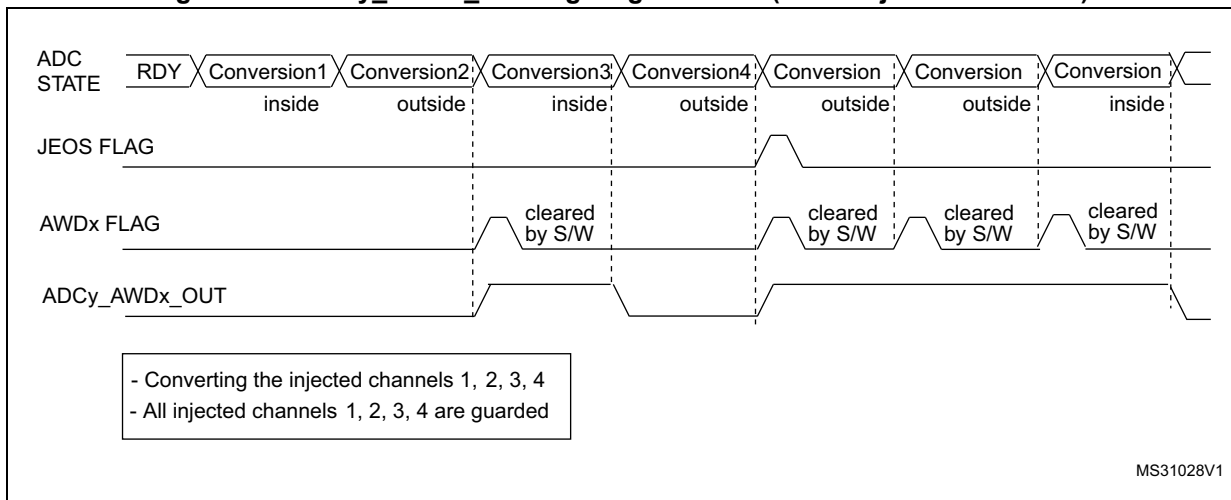 ADC
STATE
RDY Conversion1 Conversion2 Conversion3 Conversion4 Conversion Conversion Conversion
inside outside inside outside outside outside inside
JEOS FLAG
AWDx FLAG
cleared by S/W
cleared by S/W
cleared by S/W
cleared by S/W
ADCy_AWDx_OUT
- Converting the injected channels 1, 2, 3, 4
- All injected channels 1, 2, 3, 4 are guarded
MS31028V1